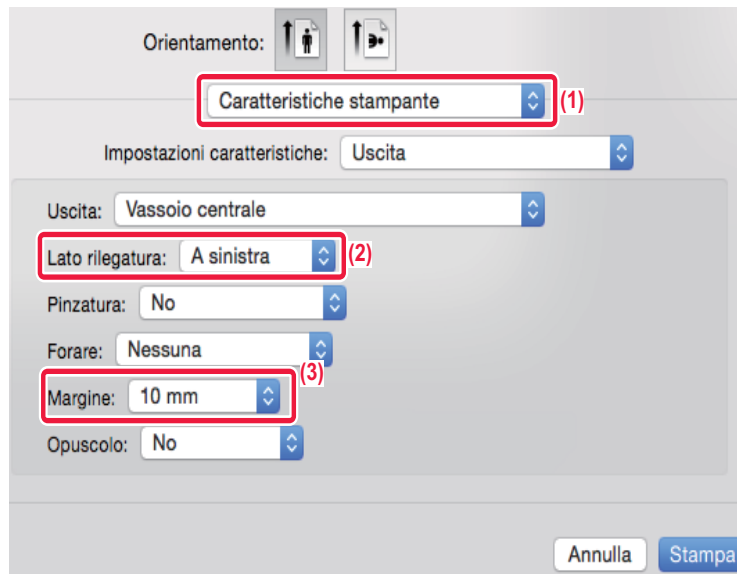 Orientamento:
Caratteristiche stampante (1)
Impostazioni caratteristiche: Uscita
Uscita: Vassoio centrale
Lato rilegatura: A sinistra (2)
Pinzatura: No
Forare: Nessuna
(3)
Margine: 10 mm
Opuscolo: No
Annulla Stampa